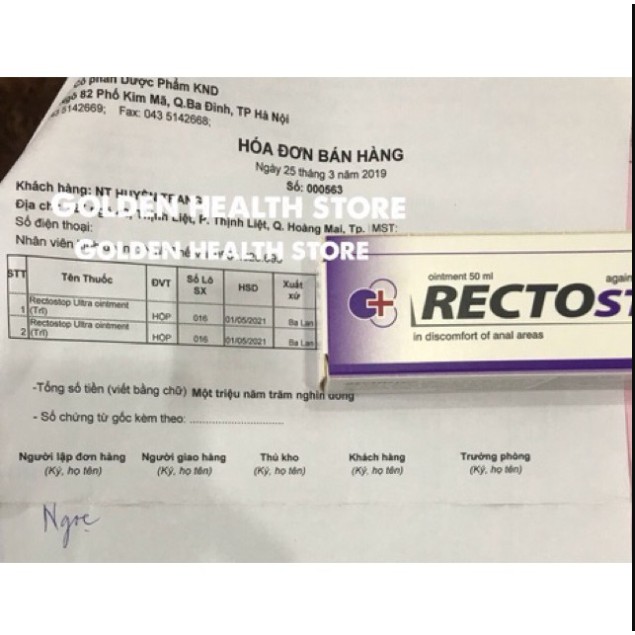 cổ phần Dược Phẩm KND
82 Phố Kim Mã, Q.Ba Đình, TP Hà Nội
5142669; Fax: 043 5142668;
HÓA ĐƠN BÁN HÀNG
Ngày 25 tháng 3 năm 2019
Số: 000563
Khách hàng: NT HUYỀN TRANG
GOLDEN HEALTH STORE
Địa Thịnh Liệt, P. Thịnh Liệt, Q. Hoàng Mai, Tp. MST:
Số điện thoại:
Nhân viên
GOLDEN HEALTH STORE
STT Tên Thuốc ĐVT Số Lô SX HSD Xuất xứ
1 Rectostop Ultra ointment (Trĩ) HOP 016 01/05/2021 Ba Lan
2 Rectostop Ultra ointment (Trĩ) HOP 016 01/05/2021 Ba Lan
-Tổng số tiền (viết bằng chữ) Một triệu năm trăm nghìn đồng
- Số chứng từ gốc kèm theo: ........................
Người lập đơn hàng Người giao hàng Thủ kho Khách hàng Trưởng phòng
(Ký, họ tên) (Ký, họ tên) (Ký, họ tên) (Ký, họ tên) (Ký, họ tên)
Ngọc
ointment 50 ml
again
RECTOST
in discomfort of anal areas